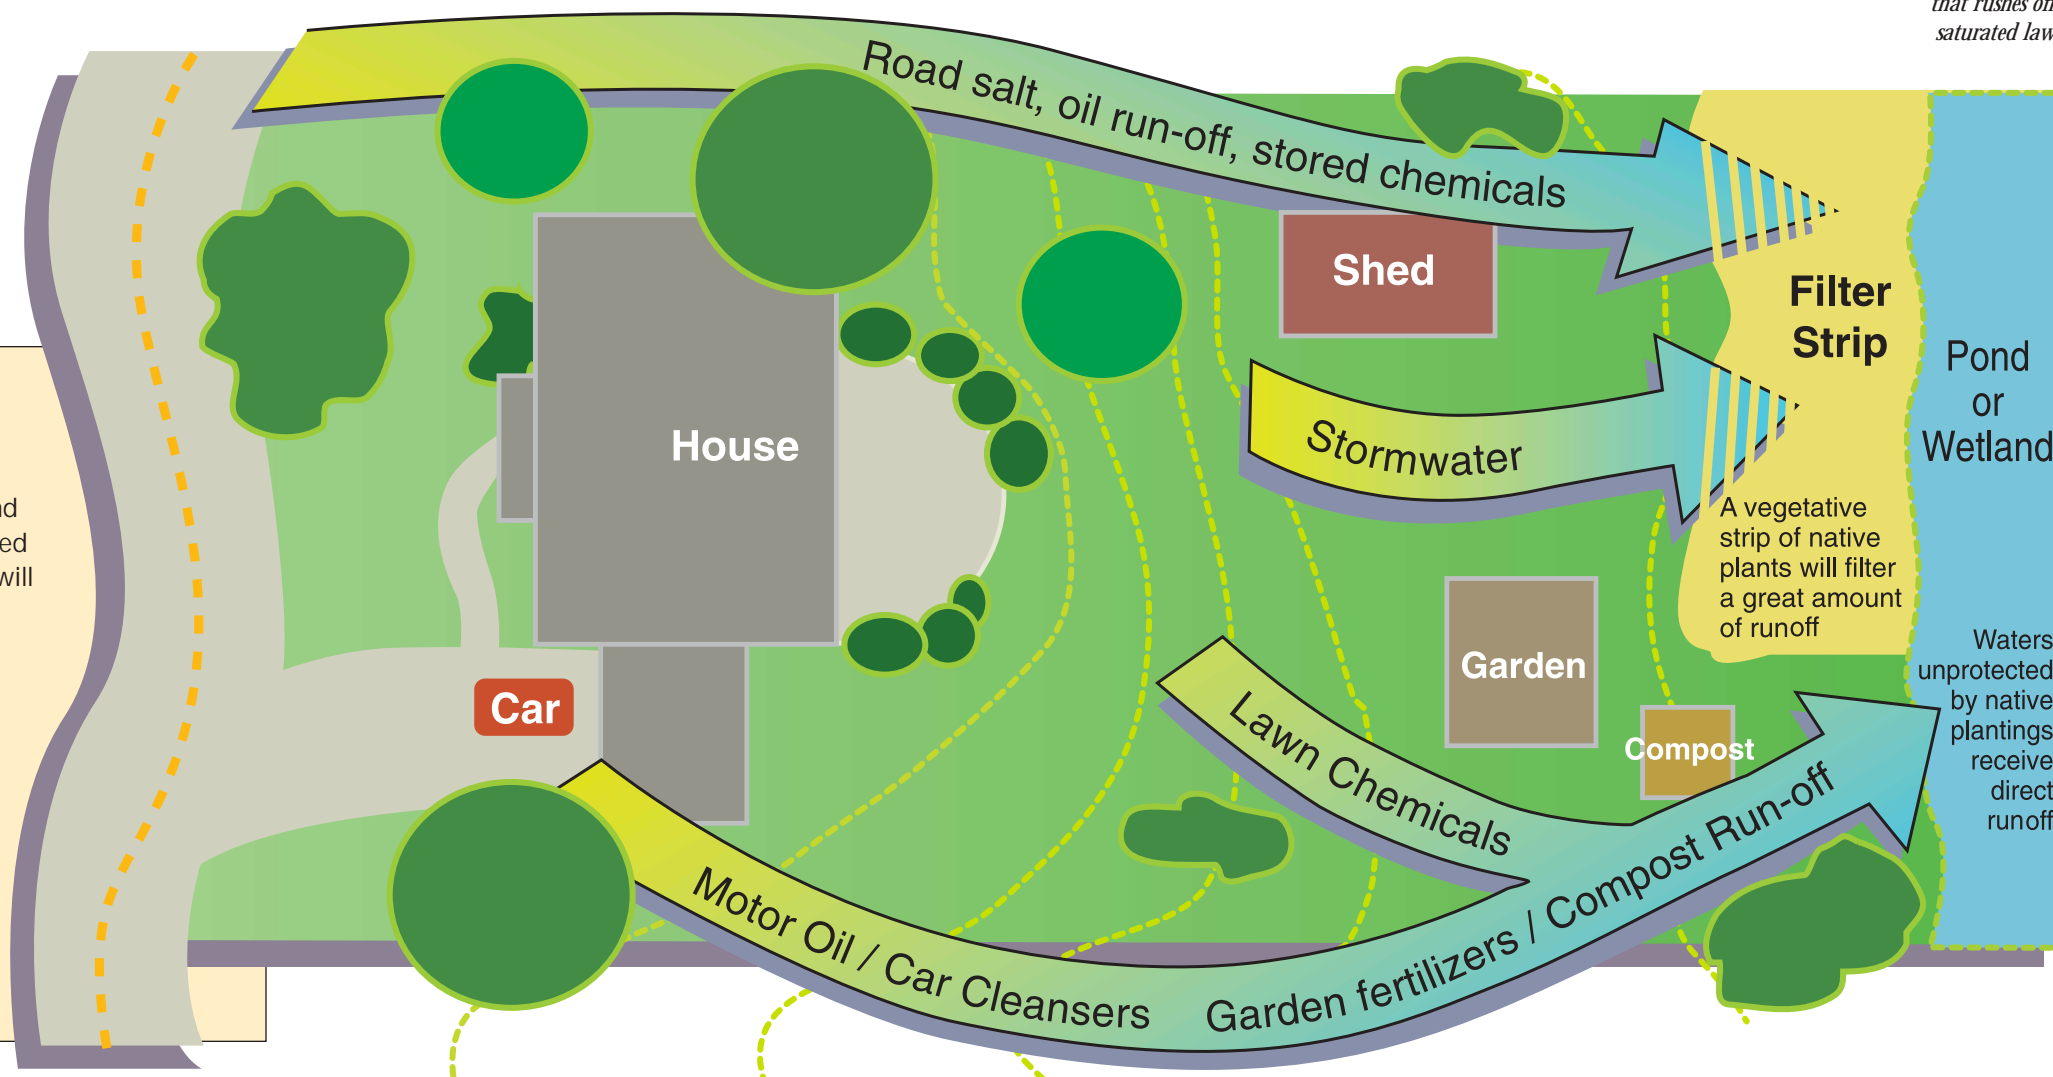 that rushes
saturated
Road salt, oil run-off, stored chemicals
Shed
Filter
Strip
Pond
or
Wetland
House
Stormwater
A vegetative
strip of native
plants will filter
a great amount
of runoff
will
Garden
Waters
unprotected
by native
plantings
receive
direct
runoff
Car
Compost
Lawn Chemicals
Motor Oil / Car Cleansers
Garden fertilizers / Compost Run-off